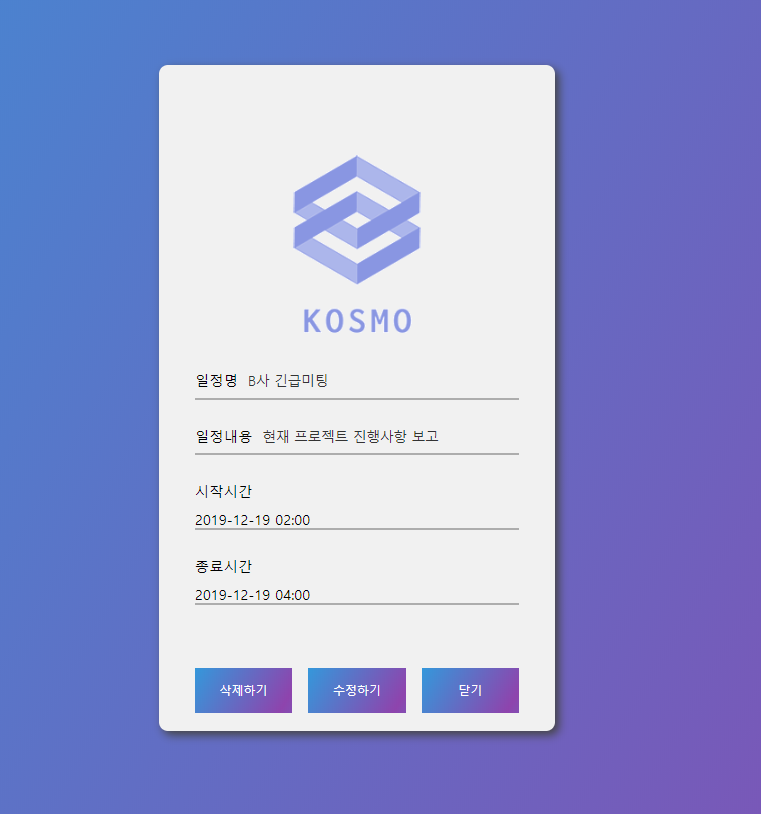 KOSMO
일정명 B사 긴급미팅
일정내용 현재 프로젝트 진행사항 보고
시작시간
2019-12-19 02:00
종료시간
2019-12-19 04:00
삭제하기 수정하기 닫기